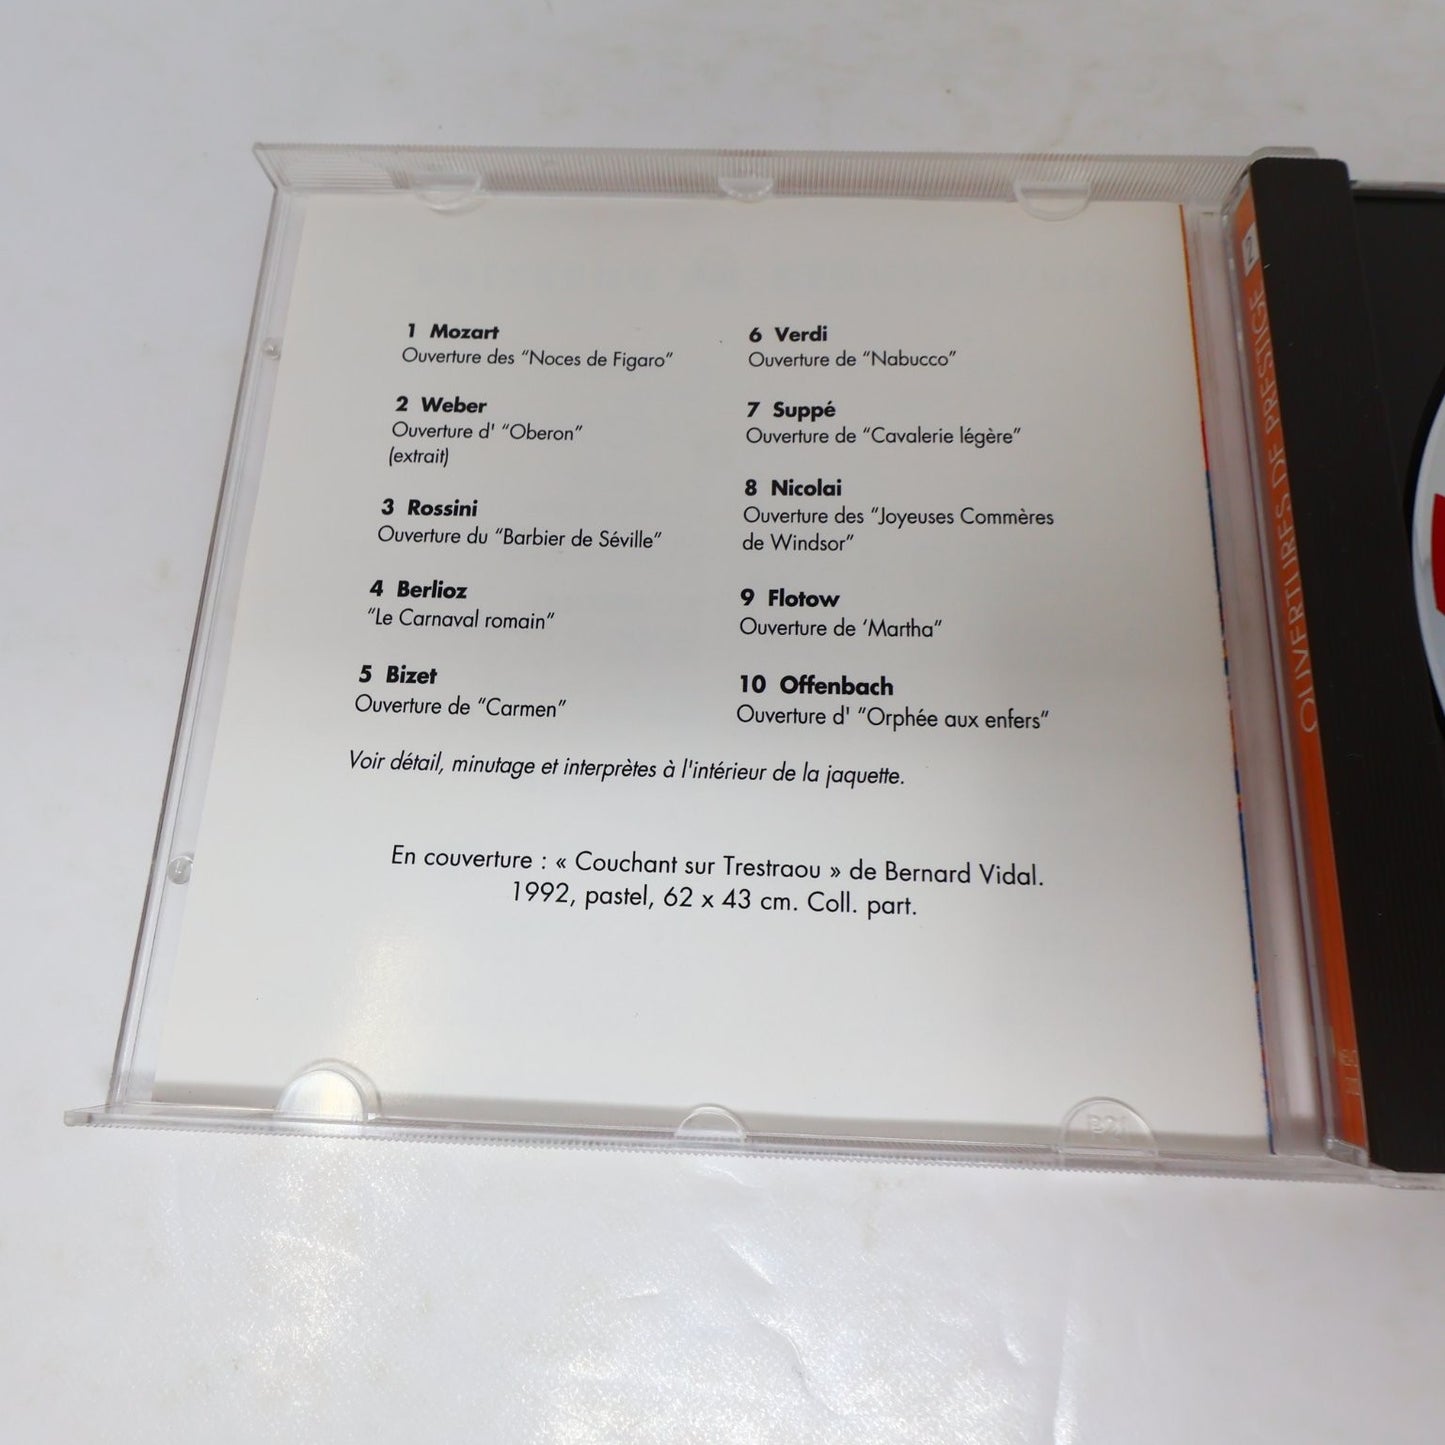 1 Mozart
Ouverture des “Noces de Figaro”
2 Weber
Ouverture d' “Oberon”
(extrait)
3 Rossini
Ouverture du “Barbier de Séville”
4 Berlioz
“Le Carnaval romain”
5 Bizet
Ouverture de “Carmen”
6 Verdi
Ouverture de “Nabucco”
7 Suppé
Ouverture de “Cavalerie légère”
8 Nicolai
Ouverture des “Joyeuses Commères
de Windsor”
9 Flotow
Ouverture de ‘Martha”
10 Offenbach
Ouverture d' “Orphée aux enfers”
Voir détail, minutage et interprètes à l'intérieur de la jaquette.
En couverture : « Couchant sur Trestraou » de Bernard Vidal.
1992, pastel, 62 x 43 cm. Coll. part.
2
OUVERTURES DE PRESTIGE